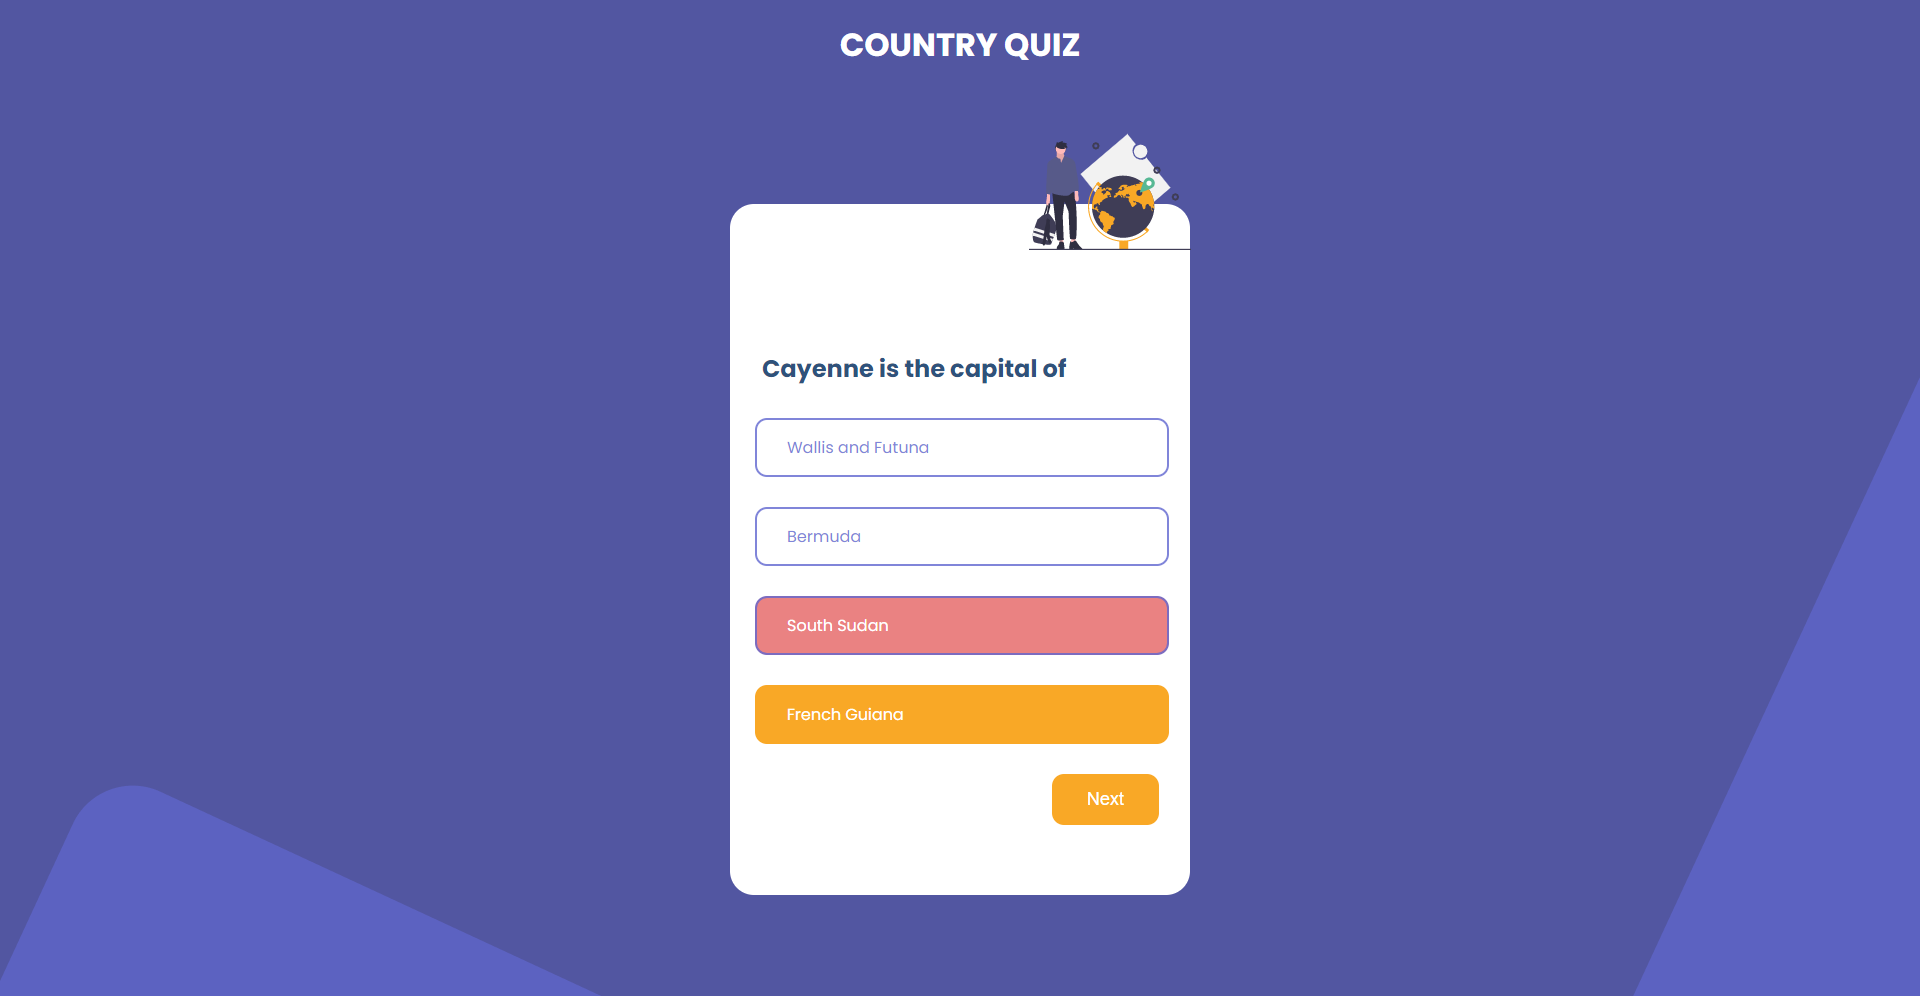 COUNTRY QUIZ
Cayenne is the capital of
Wallis and Futuna
Bermuda
South Sudan
French Guiana
Next